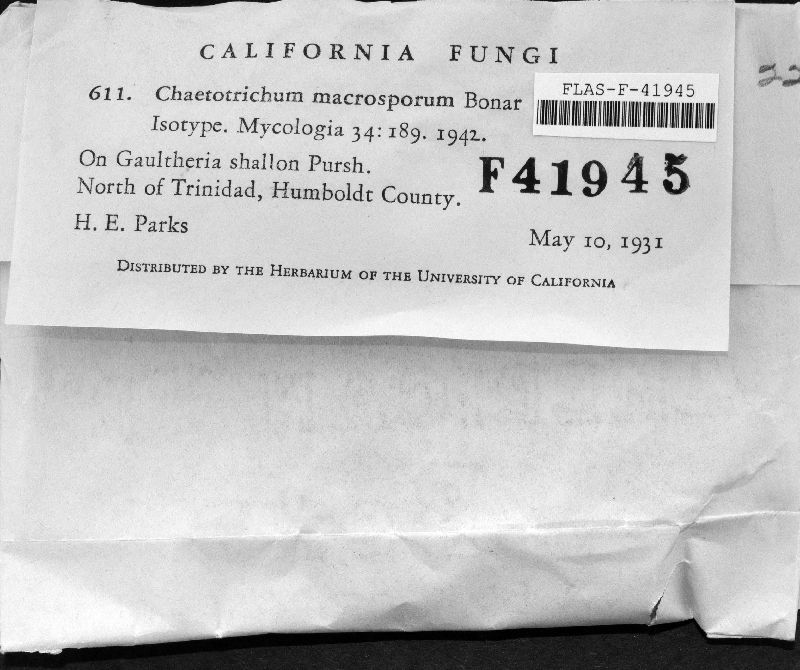 CALIFORNIA FUNGI
611. Chaetotrichum macrosporum Bonar
FLAS-F-41945
Isotype. Mycologia 34: 189. 1942.
On Gaultheria shallon Pursh.
F41945
North of Trinidad, Humboldt County.
H. E. Parks
May 10, 1931
DISTRIBUTED BY THE HERBARIUM OF THE UNIVERSITY OF CALIFORNIA